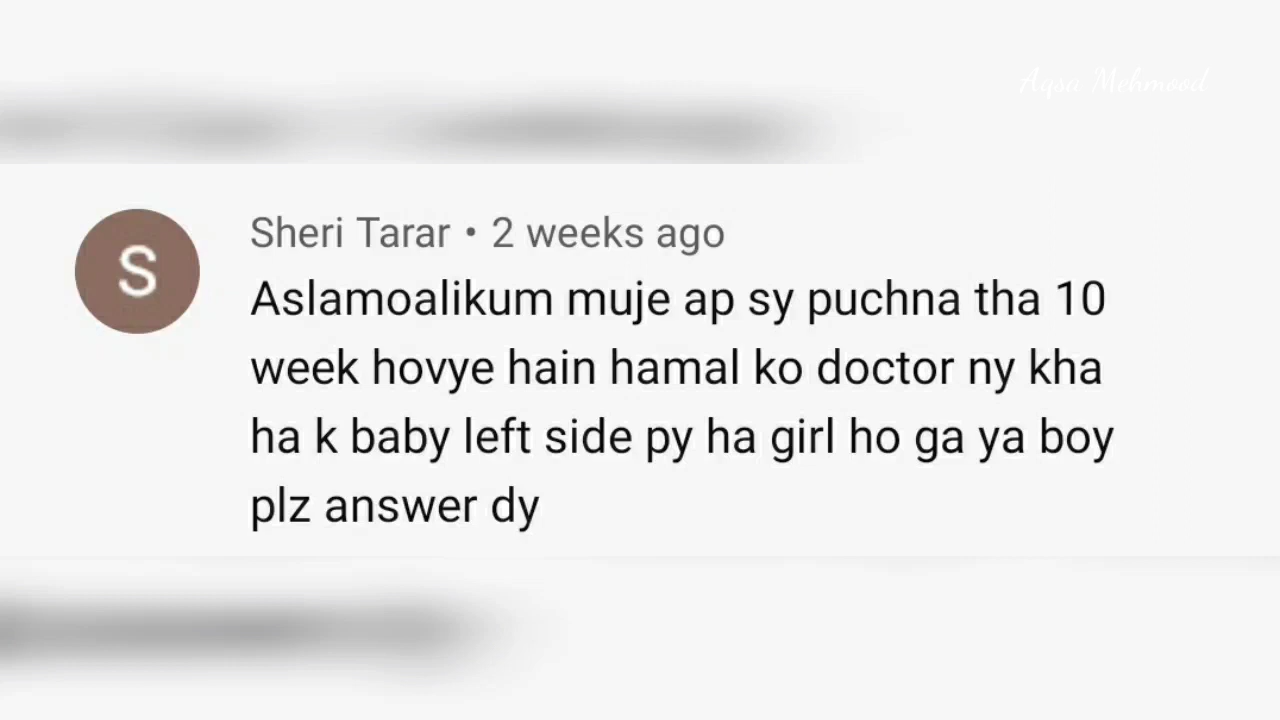 Aqsa Mehmood
S
Sheri Tarar • 2 weeks ago
Aslamoalikum muje ap sy puchna tha 10
week hovye hain hamal ko doctor ny kha
ha k baby left side py ha girl ho ga ya boy
plz answer dy